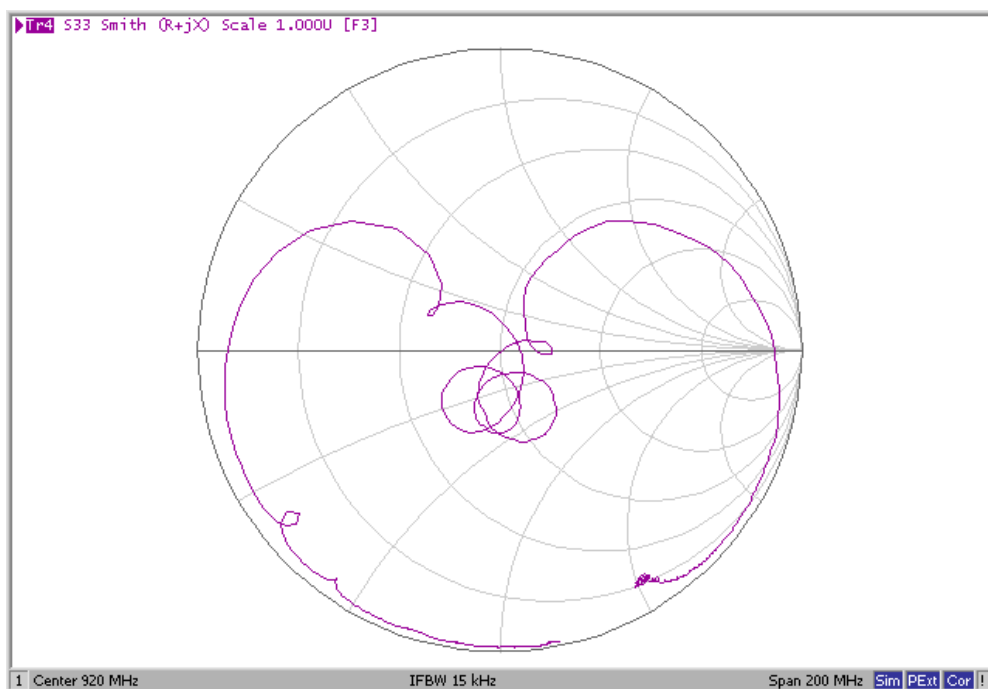 Tr4 S33 Smith (R+jX) Scale 1.000U [F3]
1 Center 920 MHz IFBW 15 kHz Span 200 MHz Sim PExt Cor !